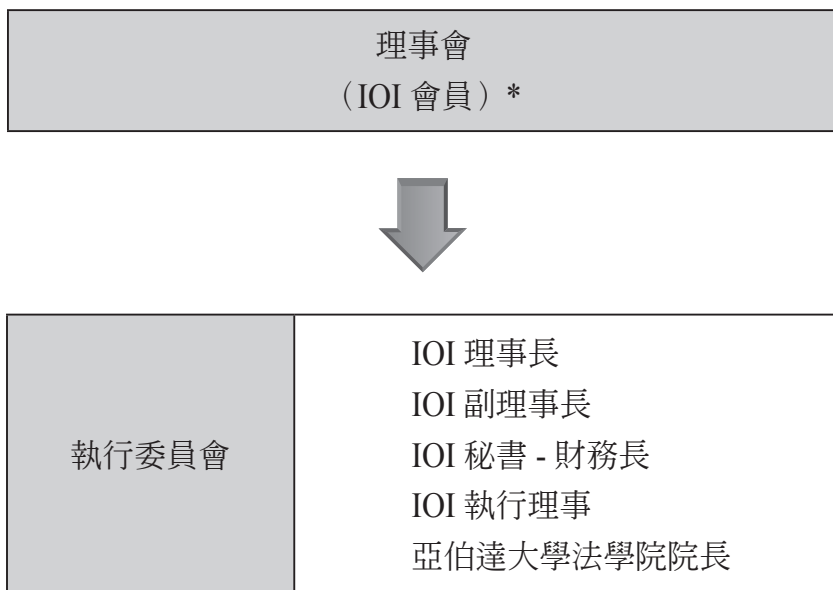 理事會
（IOI 會員）*
執行委員會
IOI 理事長
IOI 副理事長
IOI 秘書 - 財務長
IOI 執行理事
亞伯達大學法學院院長